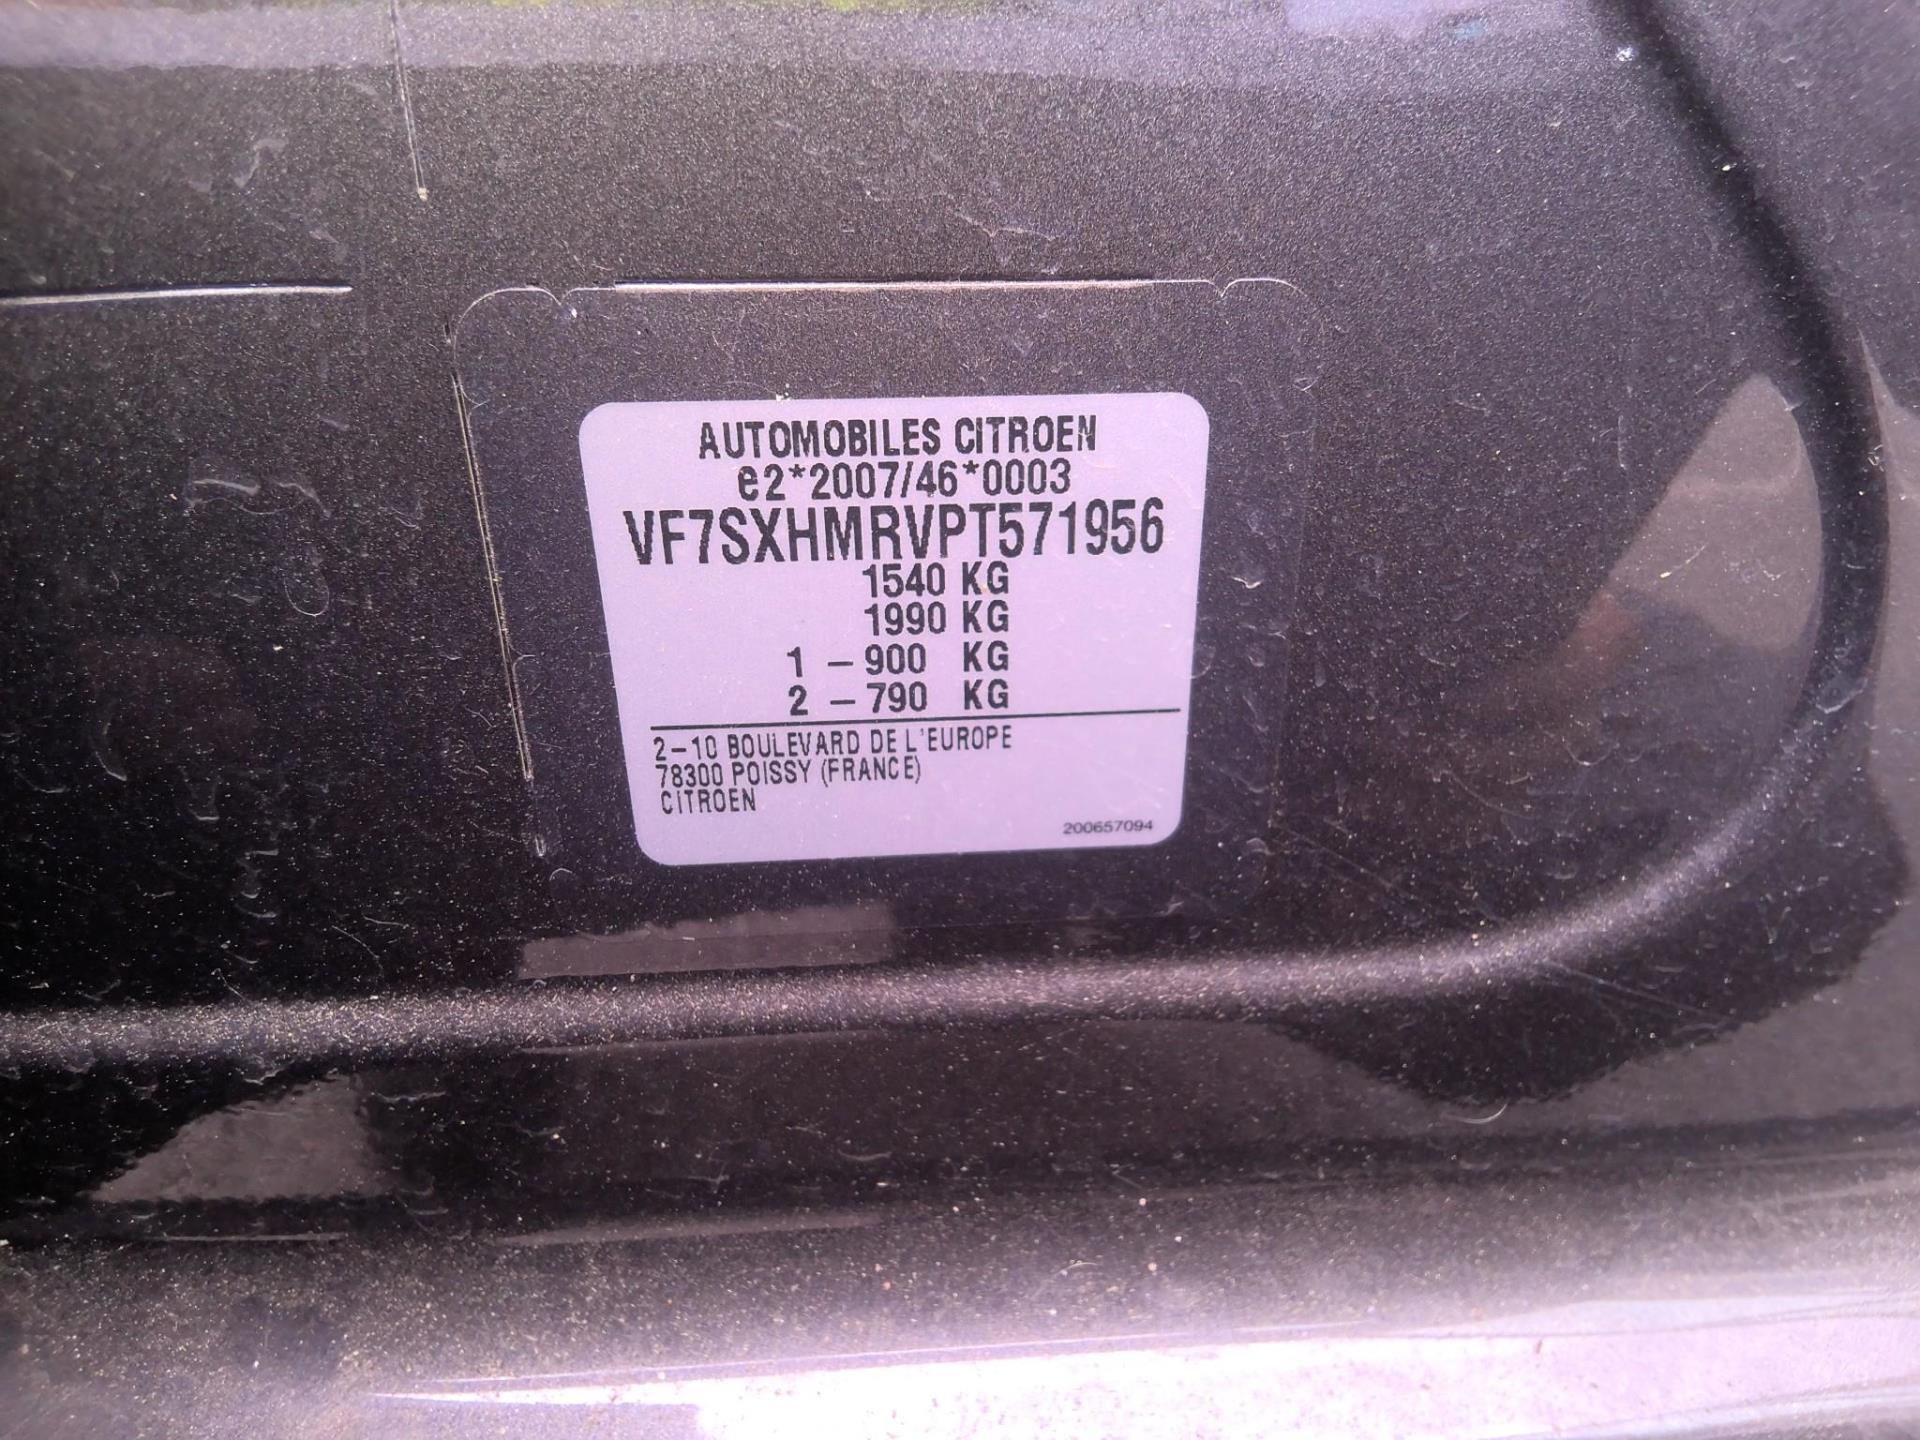 AUTOMOBILES CITROEN
e2*2007/46*0003
VF7SXHMRVPT571956
1540 KG
1990 KG
1 - 900 KG
2 - 790 KG
2-10 BOULEVARD DE L'EUROPE
78300 POISSY (FRANCE)
CITROEN
200657094